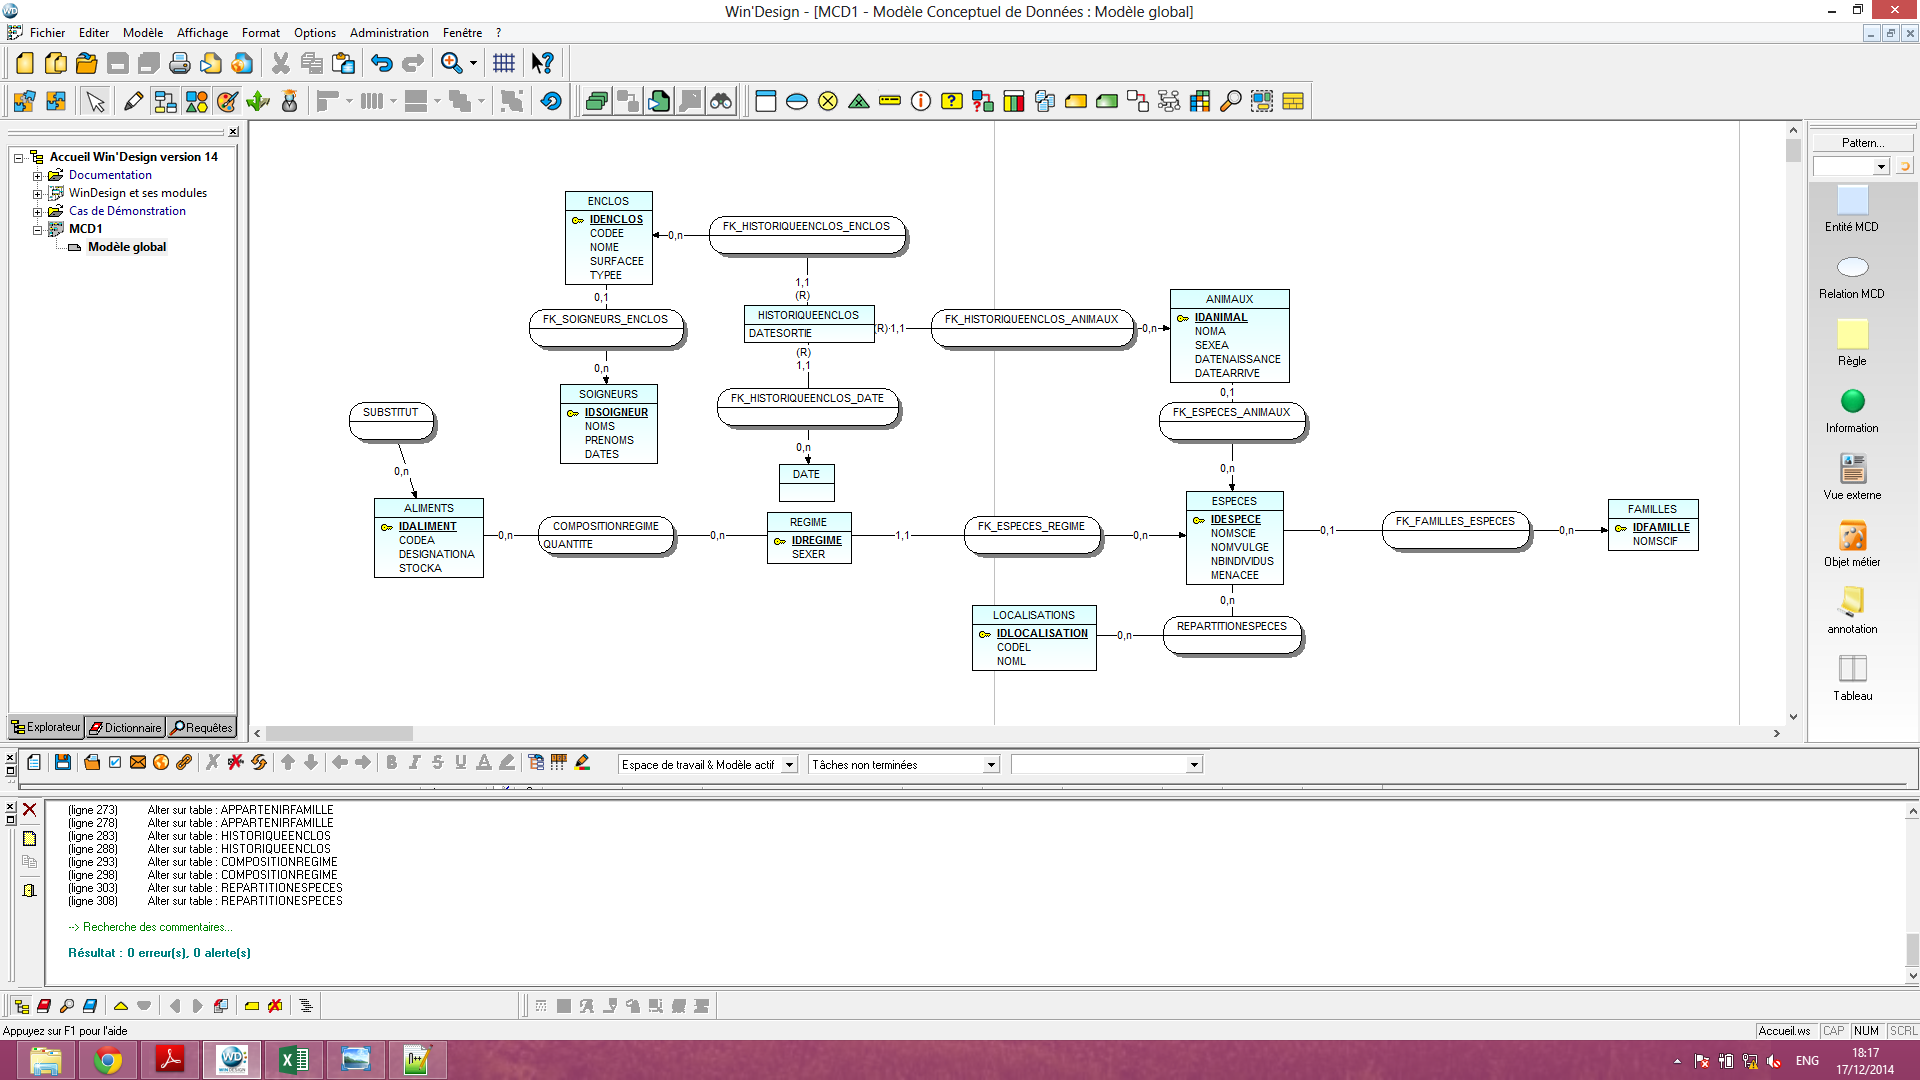 Win'Design - [MCD1 - Modèle Conceptuel de Données : Modèle global]
Fichier Editer Modèle Affichage Format Options Administration Fenêtre ?
Accueil Win'Design version 14
Documentation
WinDesign et ses modules
Cas de Démonstration
MCD1
Modèle global
Explorateur Dictionnaire Requêtes
ENCLOS
IDENCLOS
CODEE
NOME
SURFACEE
TYPEE
0,n
FK_HISTORIQUEENCLOS_ENCLOS
0,1
FK_SOIGNEURS_ENCLOS
0,n
1,1
(R)
HISTORIQUEENCLOS
DATESORTIE
(R) 1,1
FK_HISTORIQUEENCLOS_ANIMAUX
0,n
ANIMAUX
IDANIMAL
NOMA
SEXEA
DATENAISSANCE
DATEARRIVE
(R)
1,1
FK_HISTORIQUEENCLOS_DATE
0,n
DATE
SOIGNEURS
IDSOIGNEUR
NOMS
PRENOMS
DATES
0,1
FK_ESPECES_ANIMAUX
0,n
SUBSTITUT
0,n
ALIMENTS
IDALIMENT
CODEA
DESIGNATIONA
STOCKA
0,n
COMPOSITIONREGIME
QUANTITE
0,n
REGIME
IDREGIME
SEXER
1,1
FK_ESPECES_REGIME
0,n
ESPECES
IDESPECE
NOMSCIE
NOMVULGE
NBINDIVIDUS
MENACEE
0,1
FK_FAMILLES_ESPECES
0,n
FAMILLES
IDFAMILLE
NOMSCIF
0,n
REPARTITIONESPECES
0,n
LOCALISATIONS
IDLOCALISATION
CODEL
NOML
Pattern...
Entité MCD
Relation MCD
Règle
Information
Vue externe
Objet métier
annotation
Tableau
Espace de travail & Modèle actif Tâches non terminées
(ligne 273) Alter sur table : APPARTENIRFAMILLE
(ligne 278) Alter sur table : APPARTENIRFAMILLE
(ligne 283) Alter sur table : HISTORIQUEENCLOS
(ligne 288) Alter sur table : HISTORIQUEENCLOS
(ligne 293) Alter sur table : COMPOSITIONREGIME
(ligne 298) Alter sur table : COMPOSITIONREGIME
(ligne 303) Alter sur table : REPARTITIONESPECES
(ligne 308) Alter sur table : REPARTITIONESPECES
--> Recherche des commentaires...
Résultat : 0 erreur(s), 0 alerte(s)
Appuyez sur F1 pour l'aide
Accueil.ws CAP NUM SCRL
ENG
18:17
17/12/2014